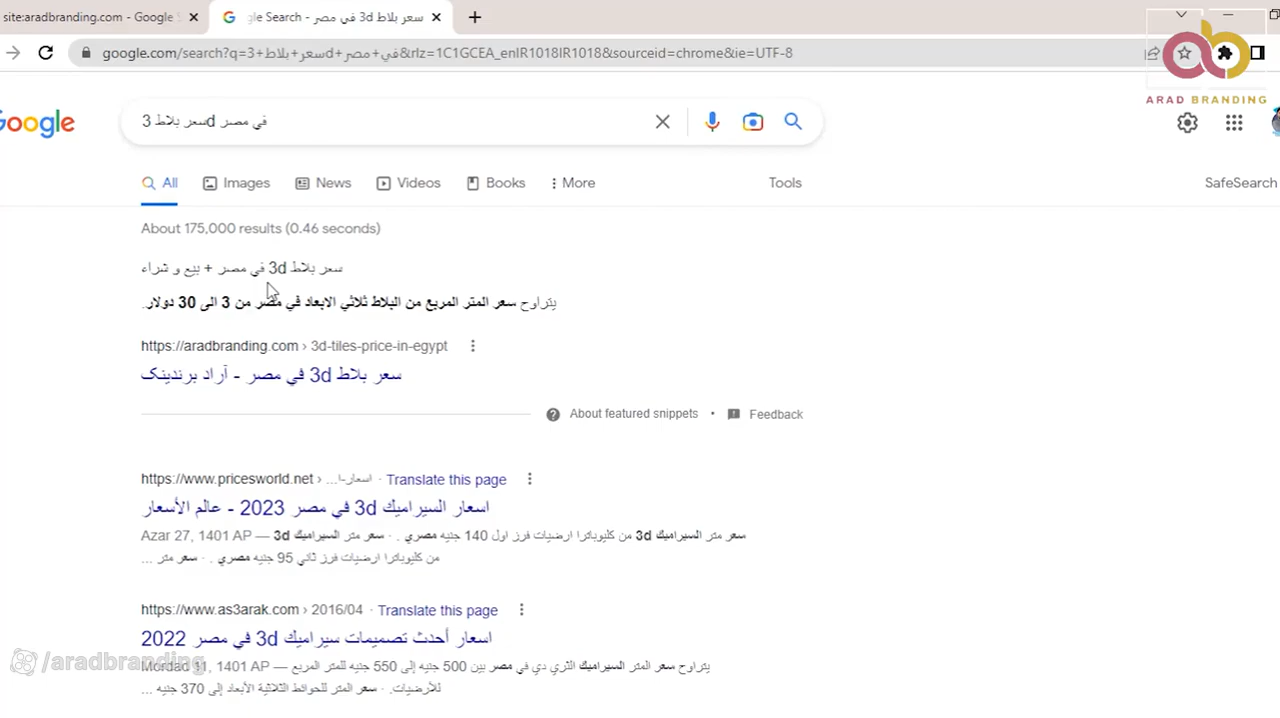 site:aradbranding.com - Google S
gle Search - سعر بلاط 3d في مصر
google.com/search?q=3+سعر+بلاطd+في+مصر&rlz=1C1GCEA_enIR1018IR1018&sourceid=chrome&ie=UTF-8
ab
ARAD BRANDING
Google
3 سعر بلاطd في مصر
All Images News Videos Books More Tools SafeSearch
About 175,000 results (0.46 seconds)
سعر بلاط 3d في مصر + بيع و شراء
يتراوح سعر المتر المربع من البلاط ثلاثي الابعاد في مصر من 3 الى 30 دولار.
https://aradbranding.com › 3d-tiles-price-in-egypt
سعر بلاط 3d في مصر - آراد برندینک
About featured snippets • Feedback
https://www.pricesworld.net › اسعار-ا... · Translate this page
اسعار السيراميك 3d في مصر 2023 - عالم الأسعار
Azar 27, 1401 AP — سعر متر السيراميك 3d من كليوباترا ارضيات فرز اول 140 جنيه مصري . · سعر متر السيراميك 3d
من كليوباترا ارضيات فرز ثاني 95 جنيه مصري . · سعر متر ...
https://www.as3arak.com › 2016/04 · Translate this page
اسعار أحدث تصميمات سيراميك 3d في مصر 2022
Mordad 11, 1401 AP — يتراوح سعر المتر السيراميك الثري دي في مصر بين 500 جنيه إلى 550 جنيه للمتر المربع
للأرضيات. · سعر المتر للحوائط الثلاثية الأبعاد إلى 370 جنيه ...
/aradbranding